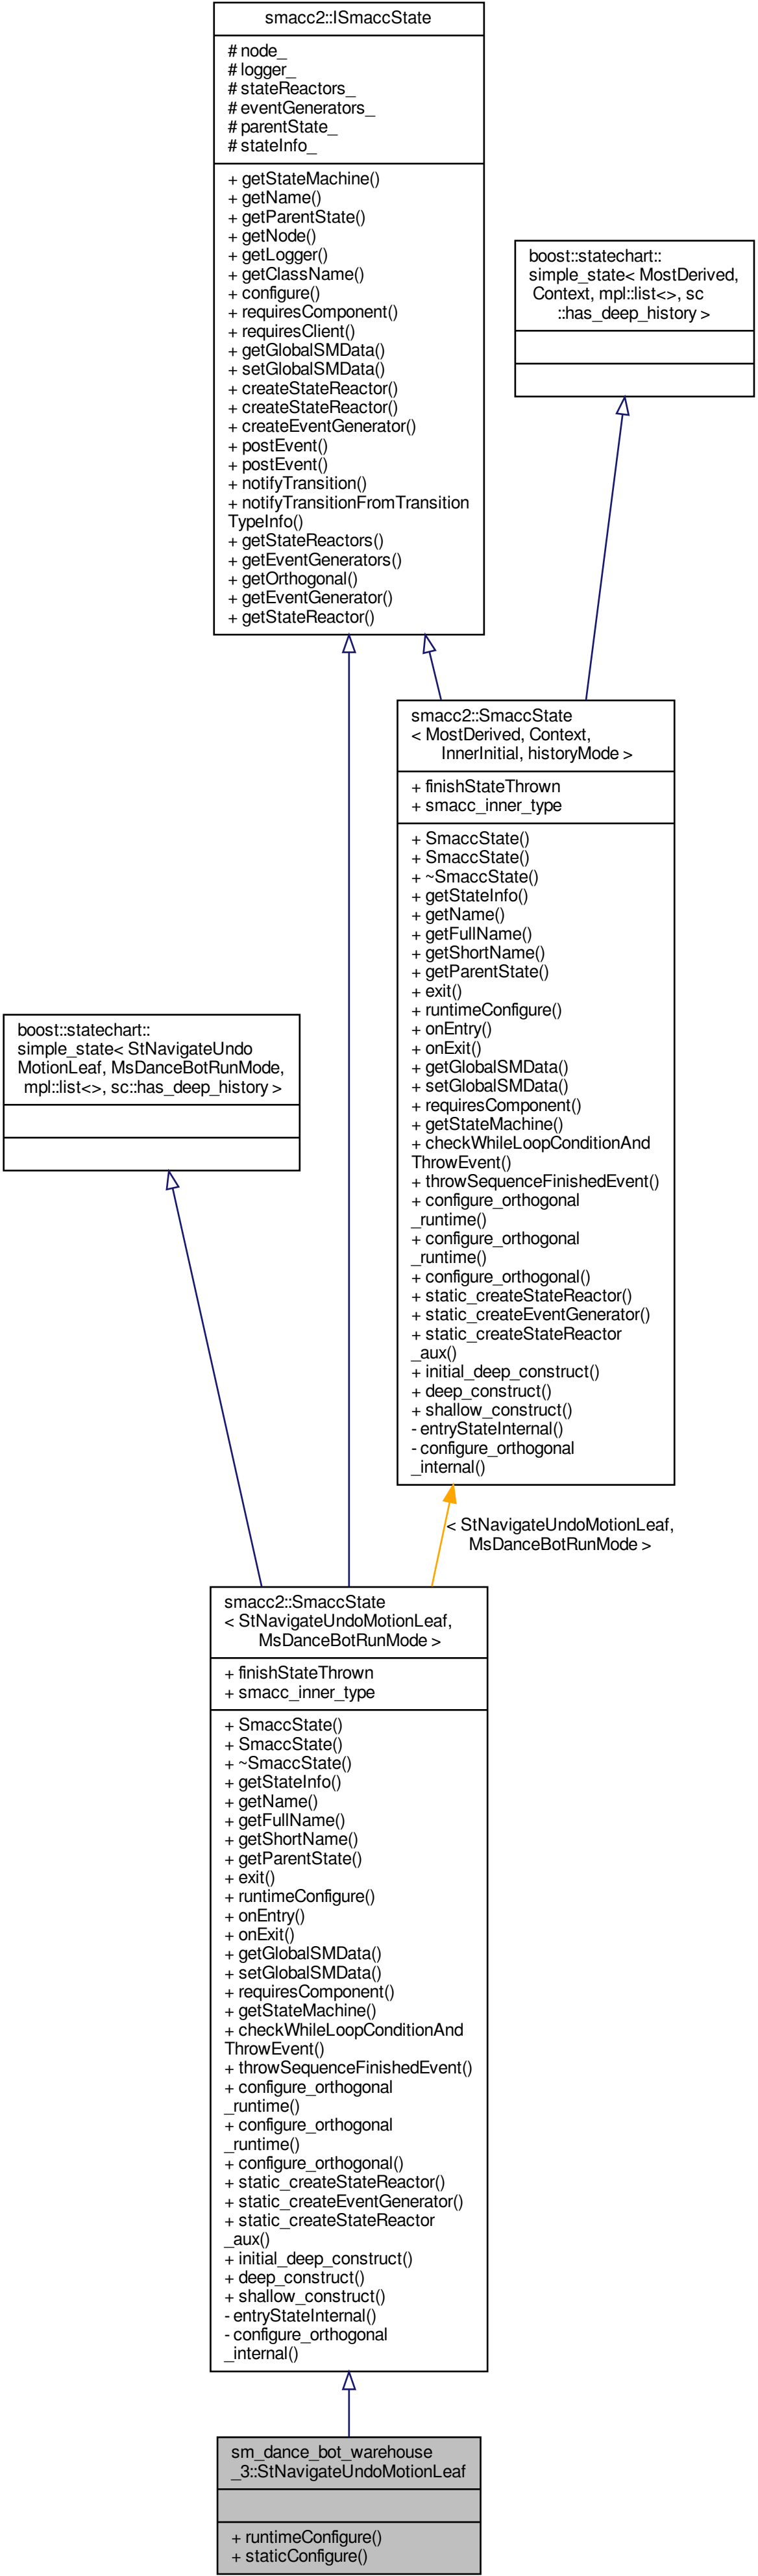 smacc2::ISmaccState
# node_
# logger_
# stateReactors_
# eventGenerators_
# parentState_
# stateInfo_
+ getStateMachine()
+ getName()
+ getParentState()
+ getNode()
+ getLogger()
+ getClassName()
+ configure()
+ requiresComponent()
+ requiresClient()
+ getGlobalSMData()
+ setGlobalSMData()
+ createStateReactor()
+ createStateReactor()
+ createEventGenerator()
+ postEvent()
+ postEvent()
+ notifyTransition()
+ notifyTransitionFromTransition
TypeInfo()
+ getStateReactors()
+ getEventGenerators()
+ getOrthogonal()
+ getEventGenerator()
+ getStateReactor()
boost::statechart::
simple_state< MostDerived,
Context, mpl::list<>, sc
::has_deep_history >
smacc2::SmaccState
< MostDerived, Context,
InnerInitial, historyMode >
+ finishStateThrown
+ smacc_inner_type
+ SmaccState()
+ SmaccState()
+ ~SmaccState()
+ getStateInfo()
+ getName()
+ getFullName()
+ getShortName()
+ getParentState()
+ exit()
+ runtimeConfigure()
+ onEntry()
+ onExit()
+ getGlobalSMData()
+ setGlobalSMData()
+ requiresComponent()
+ getStateMachine()
+ checkWhileLoopConditionAnd
ThrowEvent()
+ throwSequenceFinishedEvent()
+ configure_orthogonal
_runtime()
+ configure_orthogonal
_runtime()
+ configure_orthogonal()
+ static_createStateReactor()
+ static_createEventGenerator()
+ static_createStateReactor
_aux()
+ initial_deep_construct()
+ deep_construct()
+ shallow_construct()
- entryStateInternal()
- configure_orthogonal
_internal()
boost::statechart::
simple_state< StNavigateUndo
MotionLeaf, MsDanceBotRunMode,
mpl::list<>, sc::has_deep_history >
< StNavigateUndoMotionLeaf,
MsDanceBotRunMode >
smacc2::SmaccState
< StNavigateUndoMotionLeaf,
MsDanceBotRunMode >
+ finishStateThrown
+ smacc_inner_type
+ SmaccState()
+ SmaccState()
+ ~SmaccState()
+ getStateInfo()
+ getName()
+ getFullName()
+ getShortName()
+ getParentState()
+ exit()
+ runtimeConfigure()
+ onEntry()
+ onExit()
+ getGlobalSMData()
+ setGlobalSMData()
+ requiresComponent()
+ getStateMachine()
+ checkWhileLoopConditionAnd
ThrowEvent()
+ throwSequenceFinishedEvent()
+ configure_orthogonal
_runtime()
+ configure_orthogonal
_runtime()
+ configure_orthogonal()
+ static_createStateReactor()
+ static_createEventGenerator()
+ static_createStateReactor
_aux()
+ initial_deep_construct()
+ deep_construct()
+ shallow_construct()
- entryStateInternal()
- configure_orthogonal
_internal()
sm_dance_bot_warehouse
_3::StNavigateUndoMotionLeaf
+ runtimeConfigure()
+ staticConfigure()